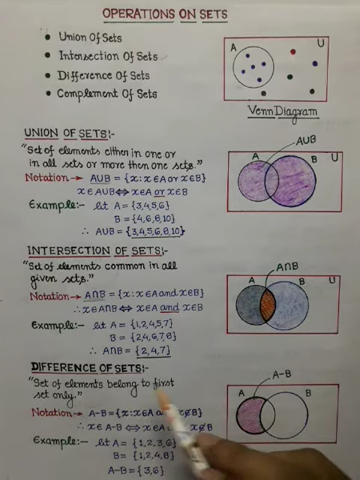 OPERATIONS ON SETS
• Union Of Sets
• Intersection Of Sets
• Difference Of Sets
• Complement Of Sets
A
U
Venn Diagram
UNION OF SETS:-
"Set of elements either in one or
in all sets or more then one sets."
Notation → A∪B = {x : x∈A or x∈B}
x∈A∪B ⇔ x∈A or x∈B
Example:- let A = {3,4,5,6}
B = {4,6,8,10}
∴ A∪B = {3,4,5,6,8,10}
A∪B
A
B
U
INTERSECTION OF SETS:-
"Set of elements common in all
given sets."
Notation → A∩B = {x : x∈A and x∈B}
∴ x∈A∩B ⇔ x∈A and x∈B
Example:- let A = {1,2,4,5,7}
B = {2,4,6,7,8}
∴ A∩B = {2,4,7}
A∩B
A
B
U
DIFFERENCE OF SETS:-
"Set of elements belong to first
set only."
Notation → A-B = {x : x∈A and x∉B}
∴ x∈A-B ⇔ x∈A x∉B
Example:- let A = {1,2,3,6}
B = {1,2,4,8}
A-B = {3,6}
A-B
A
B
U